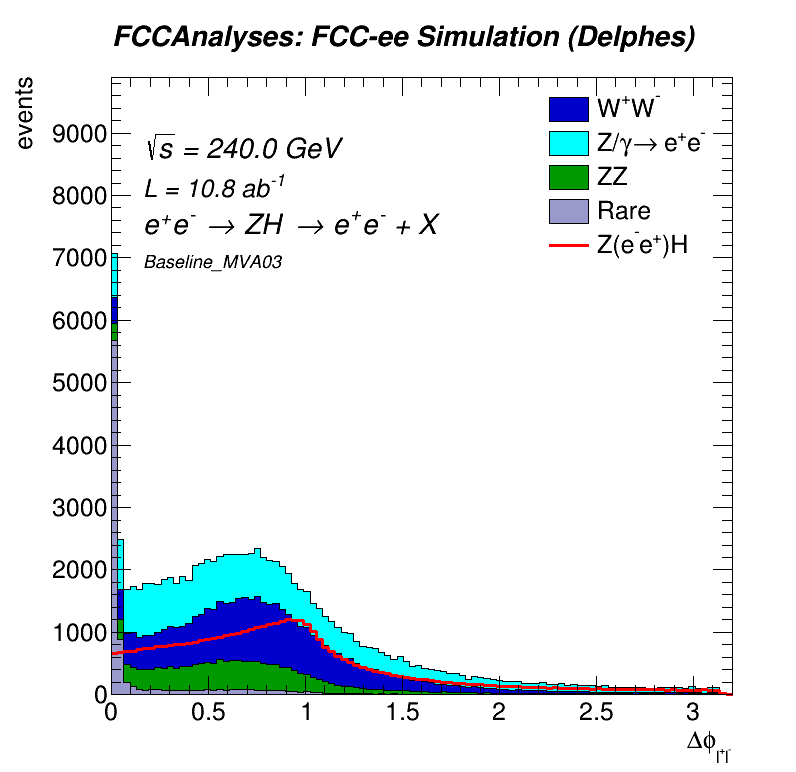 FCCAnalyses: FCC-ee Simulation (Delphes)
events
9000
8000
7000
6000
5000
4000
3000
2000
1000
0
√s = 240.0 GeV
L = 10.8 ab⁻¹
e⁺e⁻ → ZH → e⁺e⁻ + X
Baseline_MVA03
W⁺W⁻
Z/γ→ e⁺e⁻
ZZ
Rare
Z(e⁻e⁺)H
0 0.5 1 1.5 2 2.5 3
Δϕ_l⁺l⁻